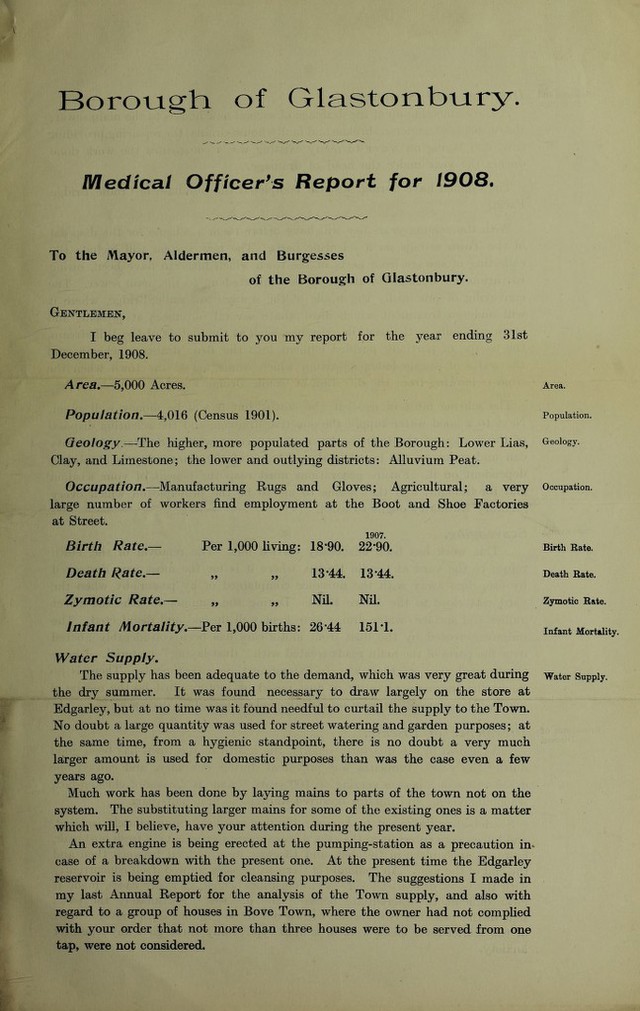 Borough of Glastonbury.
Medical Officer's Report for 1908.
To the Mayor, Aldermen, and Burgesses
of the Borough of Glastonbury.
GENTLEMEN,
I beg leave to submit to you my report for the year ending 31st
December, 1908.
Area.—5,000 Acres. Area.
Population.—4,016 (Census 1901). Population.
Geology.—The higher, more populated parts of the Borough: Lower Lias, Geology.
Clay, and Limestone; the lower and outlying districts: Alluvium Peat.
Occupation.—Manufacturing Rugs and Gloves; Agricultural; a very Occupation.
large number of workers find employment at the Boot and Shoe Factories
at Street.
1907.
Birth Rate.— Per 1,000 living: 18·90. 22·90. Birth Rate.
Death Rate.— „ „ 13·44. 13·44. Death Rate.
Zymotic Rate.— „ „ Nil. Nil. Zymotic Rate.
Infant Mortality.—Per 1,000 births: 26·44 151·1. Infant Mortality.
Water Supply.
The supply has been adequate to the demand, which was very great during Water Supply.
the dry summer. It was found necessary to draw largely on the store at
Edgarley, but at no time was it found needful to curtail the supply to the Town.
No doubt a large quantity was used for street watering and garden purposes; at
the same time, from a hygienic standpoint, there is no doubt a very much
larger amount is used for domestic purposes than was the case even a few
years ago.
Much work has been done by laying mains to parts of the town not on the
system. The substituting larger mains for some of the existing ones is a matter
which will, I believe, have your attention during the present year.
An extra engine is being erected at the pumping-station as a precaution in-
case of a breakdown with the present one. At the present time the Edgarley
reservoir is being emptied for cleansing purposes. The suggestions I made in
my last Annual Report for the analysis of the Town supply, and also with
regard to a group of houses in Bove Town, where the owner had not complied
with your order that not more than three houses were to be served from one
tap, were not considered.